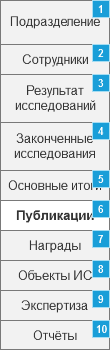 1
Подразделение
2
Сотрудники
3
Результат
исследований
4
Законченные
исследования
5
Основные итоги
6
Публикации
7
Награды
8
Объекты ИС
9
Экспертиза
10
Отчёты